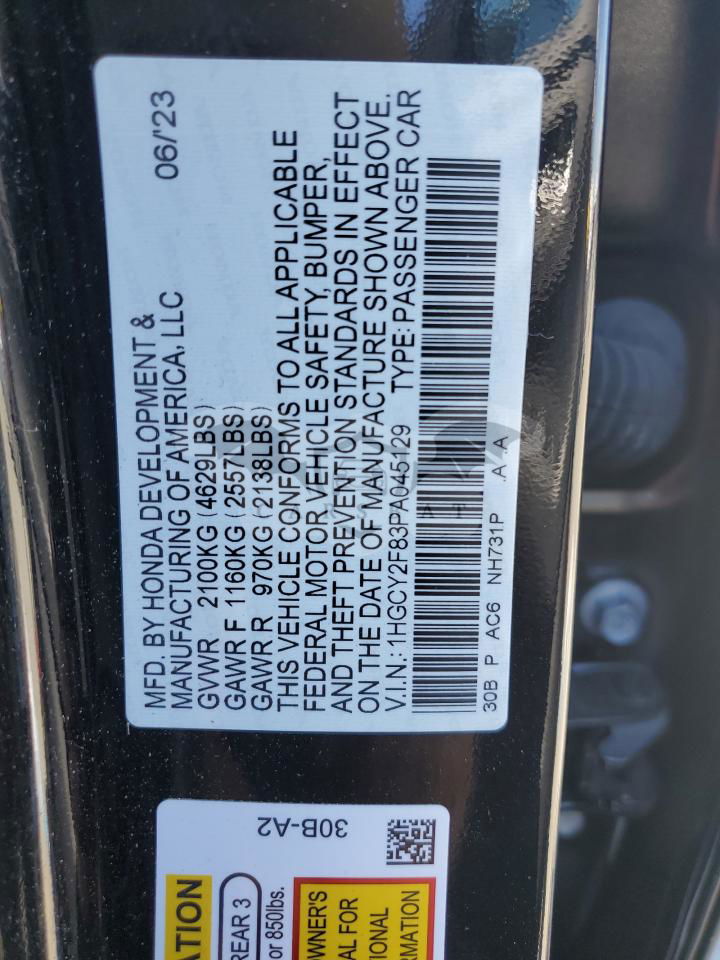 MFD. BY HONDA DEVELOPMENT &
MANUFACTURING OF AMERICA, LLC 06/'23
GVWR 2100KG (4629LBS)
GAWR F 1160KG (2557LBS)
GAWR R 970KG (2138LBS)
THIS VEHICLE CONFORMS TO ALL APPLICABLE
FEDERAL MOTOR VEHICLE SAFETY, BUMPER,
AND THEFT PREVENTION STANDARDS IN EFFECT
ON THE DATE OF MANUFACTURE SHOWN ABOVE.
V.I.N.: 1HGCY2F83PA045129 TYPE: PASSENGER CAR
30B P AC6 NH731P .A .A
30B-A2
ATION
REAR 3
or 850lbs.
OWNER'S
AL FOR
IONAL
RMATION